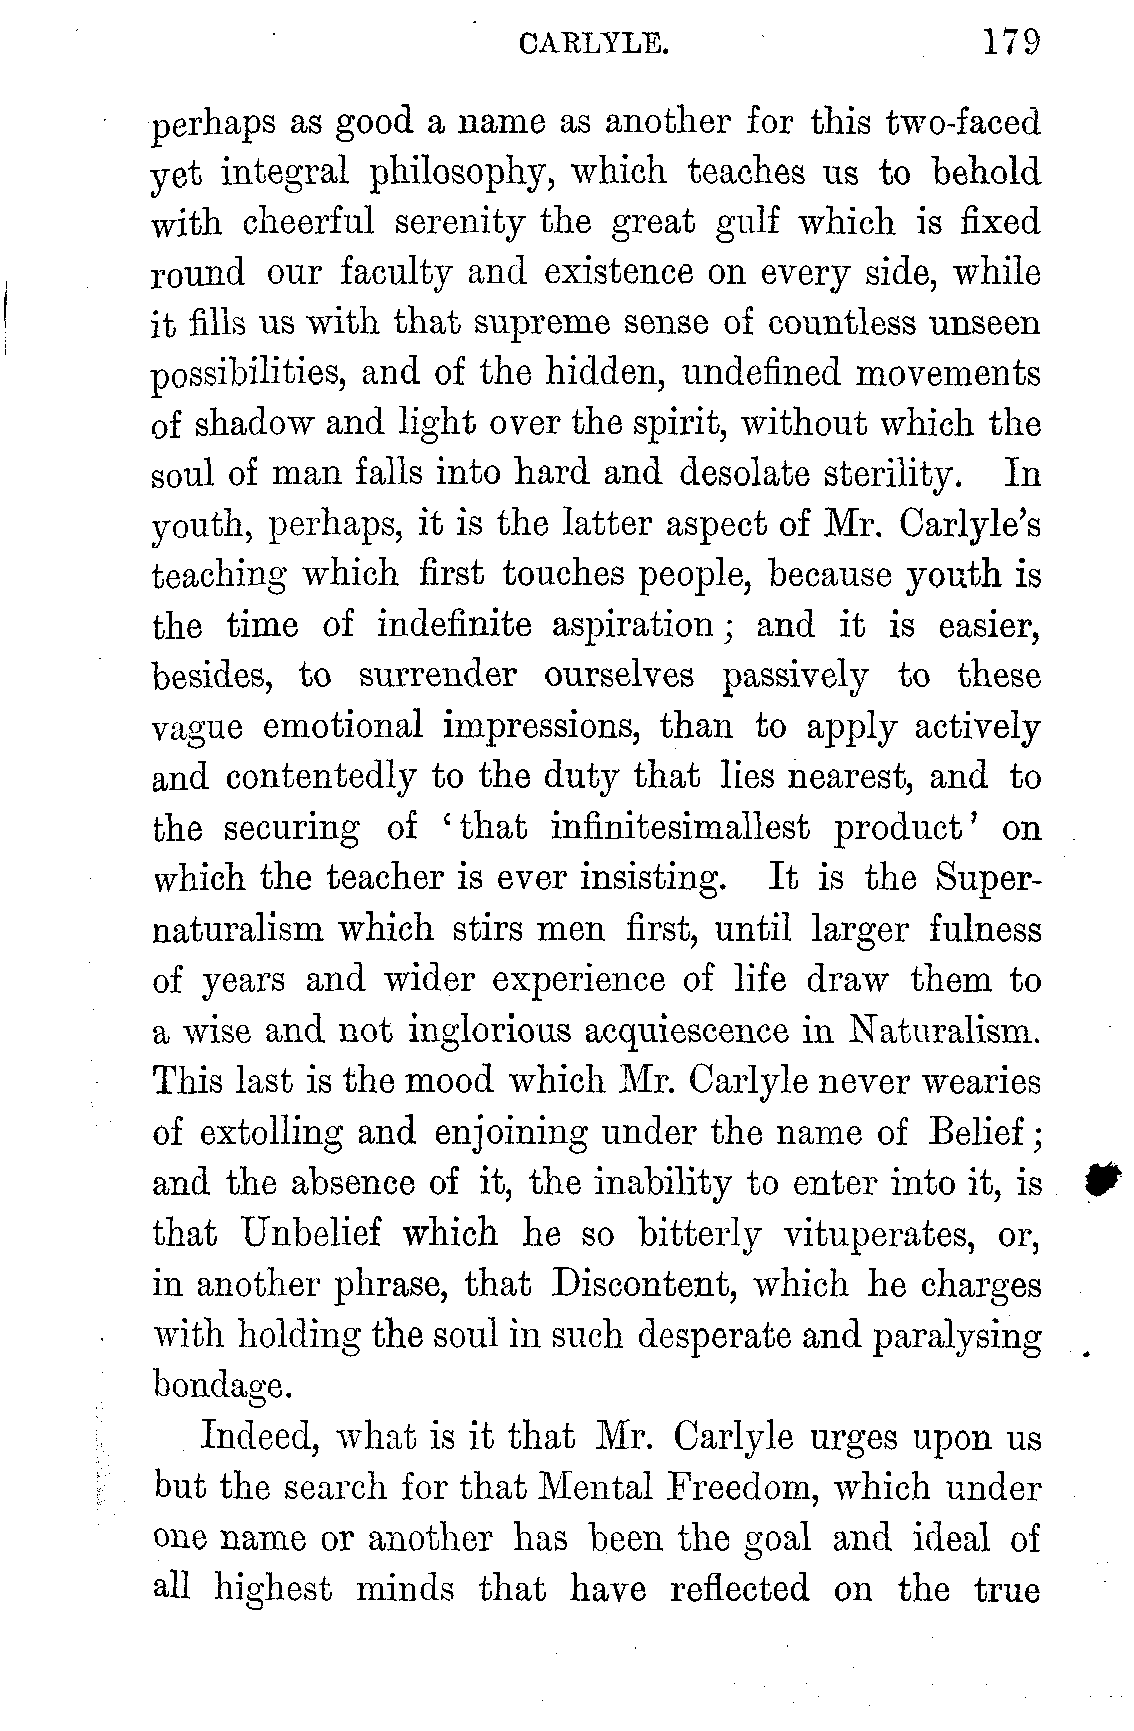 CARLYLE. 179
perhaps as good a name as another for this two-faced
yet integral philosophy, which teaches us to behold
with cheerful serenity the great gulf which is fixed
round our faculty and existence on every side, while
it fills us with that supreme sense of countless unseen
possibilities, and of the hidden, undefined movements
of shadow and light over the spirit, without which the
soul of man falls into hard and desolate sterility. In
youth, perhaps, it is the latter aspect of Mr. Carlyle's
teaching which first touches people, because youth is
the time of indefinite aspiration; and it is easier,
besides, to surrender ourselves passively to these
vague emotional impressions, than to apply actively
and contentedly to the duty that lies nearest, and to
the securing of 'that infinitesimallest product' on
which the teacher is ever insisting. It is the Super-
naturalism which stirs men first, until larger fulness
of years and wider experience of life draw them to
a wise and not inglorious acquiescence in Naturalism.
This last is the mood which Mr. Carlyle never wearies
of extolling and enjoining under the name of Belief;
and the absence of it, the inability to enter into it, is
that Unbelief which he so bitterly vituperates, or,
in another phrase, that Discontent, which he charges
with holding the soul in such desperate and paralysing
bondage.
Indeed, what is it that Mr. Carlyle urges upon us
but the search for that Mental Freedom, which under
one name or another has been the goal and ideal of
all highest minds that have reflected on the true